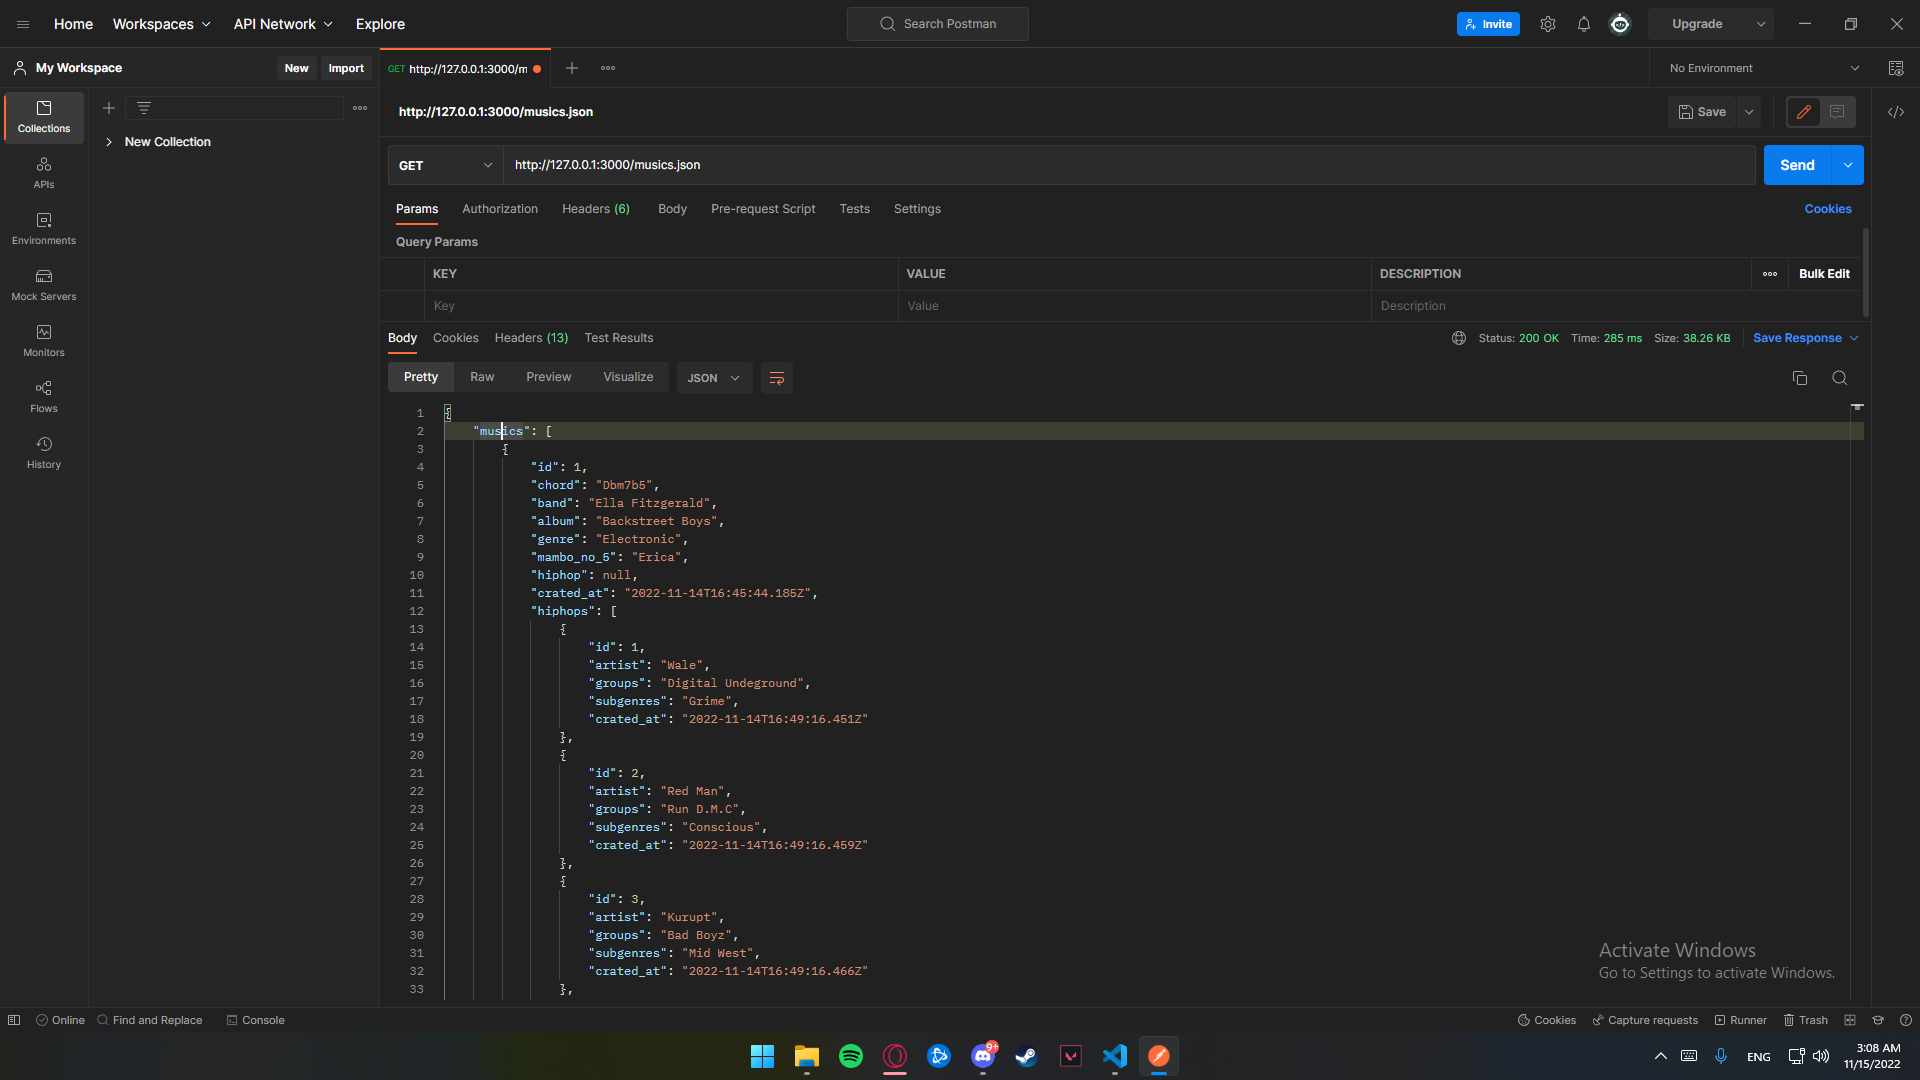 Home Workspaces API Network Explore Search Postman Invite Upgrade
My Workspace New Import GET http://127.0.0.1:3000/m No Environment
Collections
APIs
Environments
Mock Servers
Monitors
Flows
History
New Collection
http://127.0.0.1:3000/musics.json Save
GET http://127.0.0.1:3000/musics.json Send
Params Authorization Headers (6) Body Pre-request Script Tests Settings Cookies
Query Params
KEY VALUE DESCRIPTION Bulk Edit
Key Value Description
Body Cookies Headers (13) Test Results Status: 200 OK Time: 285 ms Size: 38.26 KB Save Response
Pretty Raw Preview Visualize JSON
1 {
2 "musics": [
3 {
4 "id": 1,
5 "chord": "Dbm7b5",
6 "band": "Ella Fitzgerald",
7 "album": "Backstreet Boys",
8 "genre": "Electronic",
9 "mambo_no_5": "Erica",
10 "hiphop": null,
11 "crated_at": "2022-11-14T16:45:44.185Z",
12 "hiphops": [
13 {
14 "id": 1,
15 "artist": "Wale",
16 "groups": "Digital Undeground",
17 "subgenres": "Grime",
18 "crated_at": "2022-11-14T16:49:16.451Z"
19 },
20 {
21 "id": 2,
22 "artist": "Red Man",
23 "groups": "Run D.M.C",
24 "subgenres": "Conscious",
25 "crated_at": "2022-11-14T16:49:16.459Z"
26 },
27 {
28 "id": 3,
29 "artist": "Kurupt",
30 "groups": "Bad Boyz",
31 "subgenres": "Mid West",
32 "crated_at": "2022-11-14T16:49:16.466Z"
33 },
Activate Windows
Go to Settings to activate Windows.
Online Find and Replace Console Cookies Capture requests Runner Trash
9+
ENG
3:08 AM
11/15/2022